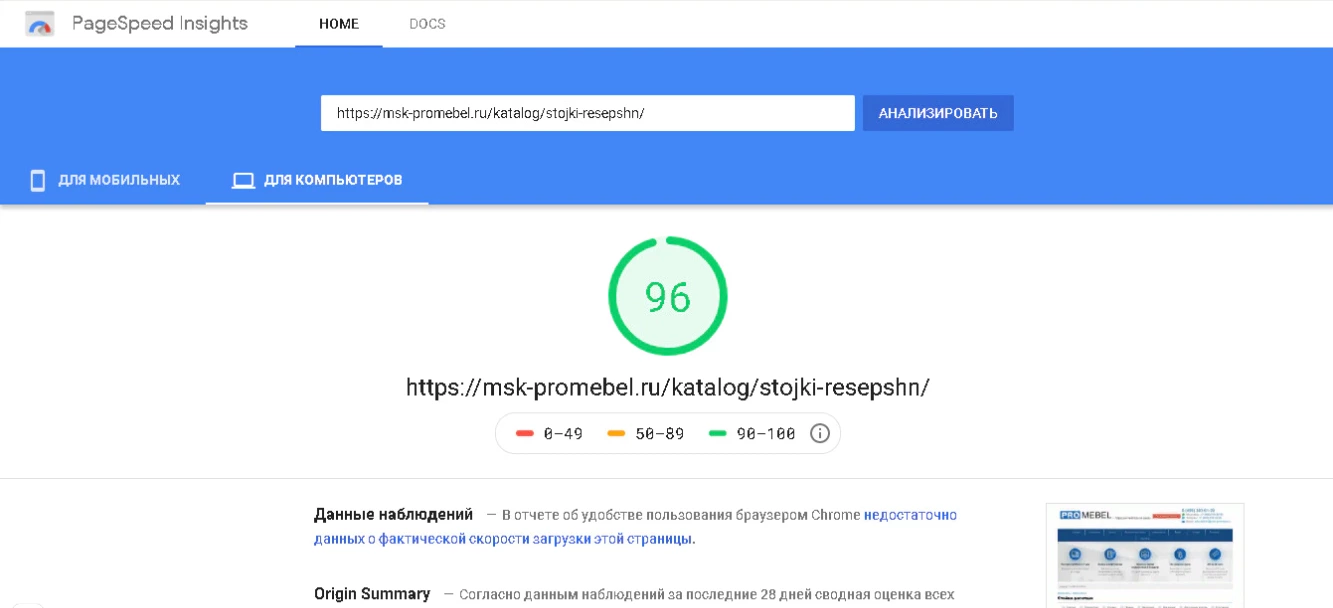 PageSpeed Insights HOME DOCS
https://msk-promebel.ru/katalog/stojki-resepshn/ АНАЛИЗИРОВАТЬ
ДЛЯ МОБИЛЬНЫХ ДЛЯ КОМПЬЮТЕРОВ
96
https://msk-promebel.ru/katalog/stojki-resepshn/
0–49 50–89 90–100
Данные наблюдений — В отчете об удобстве пользования браузером Chrome недостаточно
данных о фактической скорости загрузки этой страницы.
PROMEBEL
Origin Summary — Согласно данным наблюдений за последние 28 дней сводная оценка всех